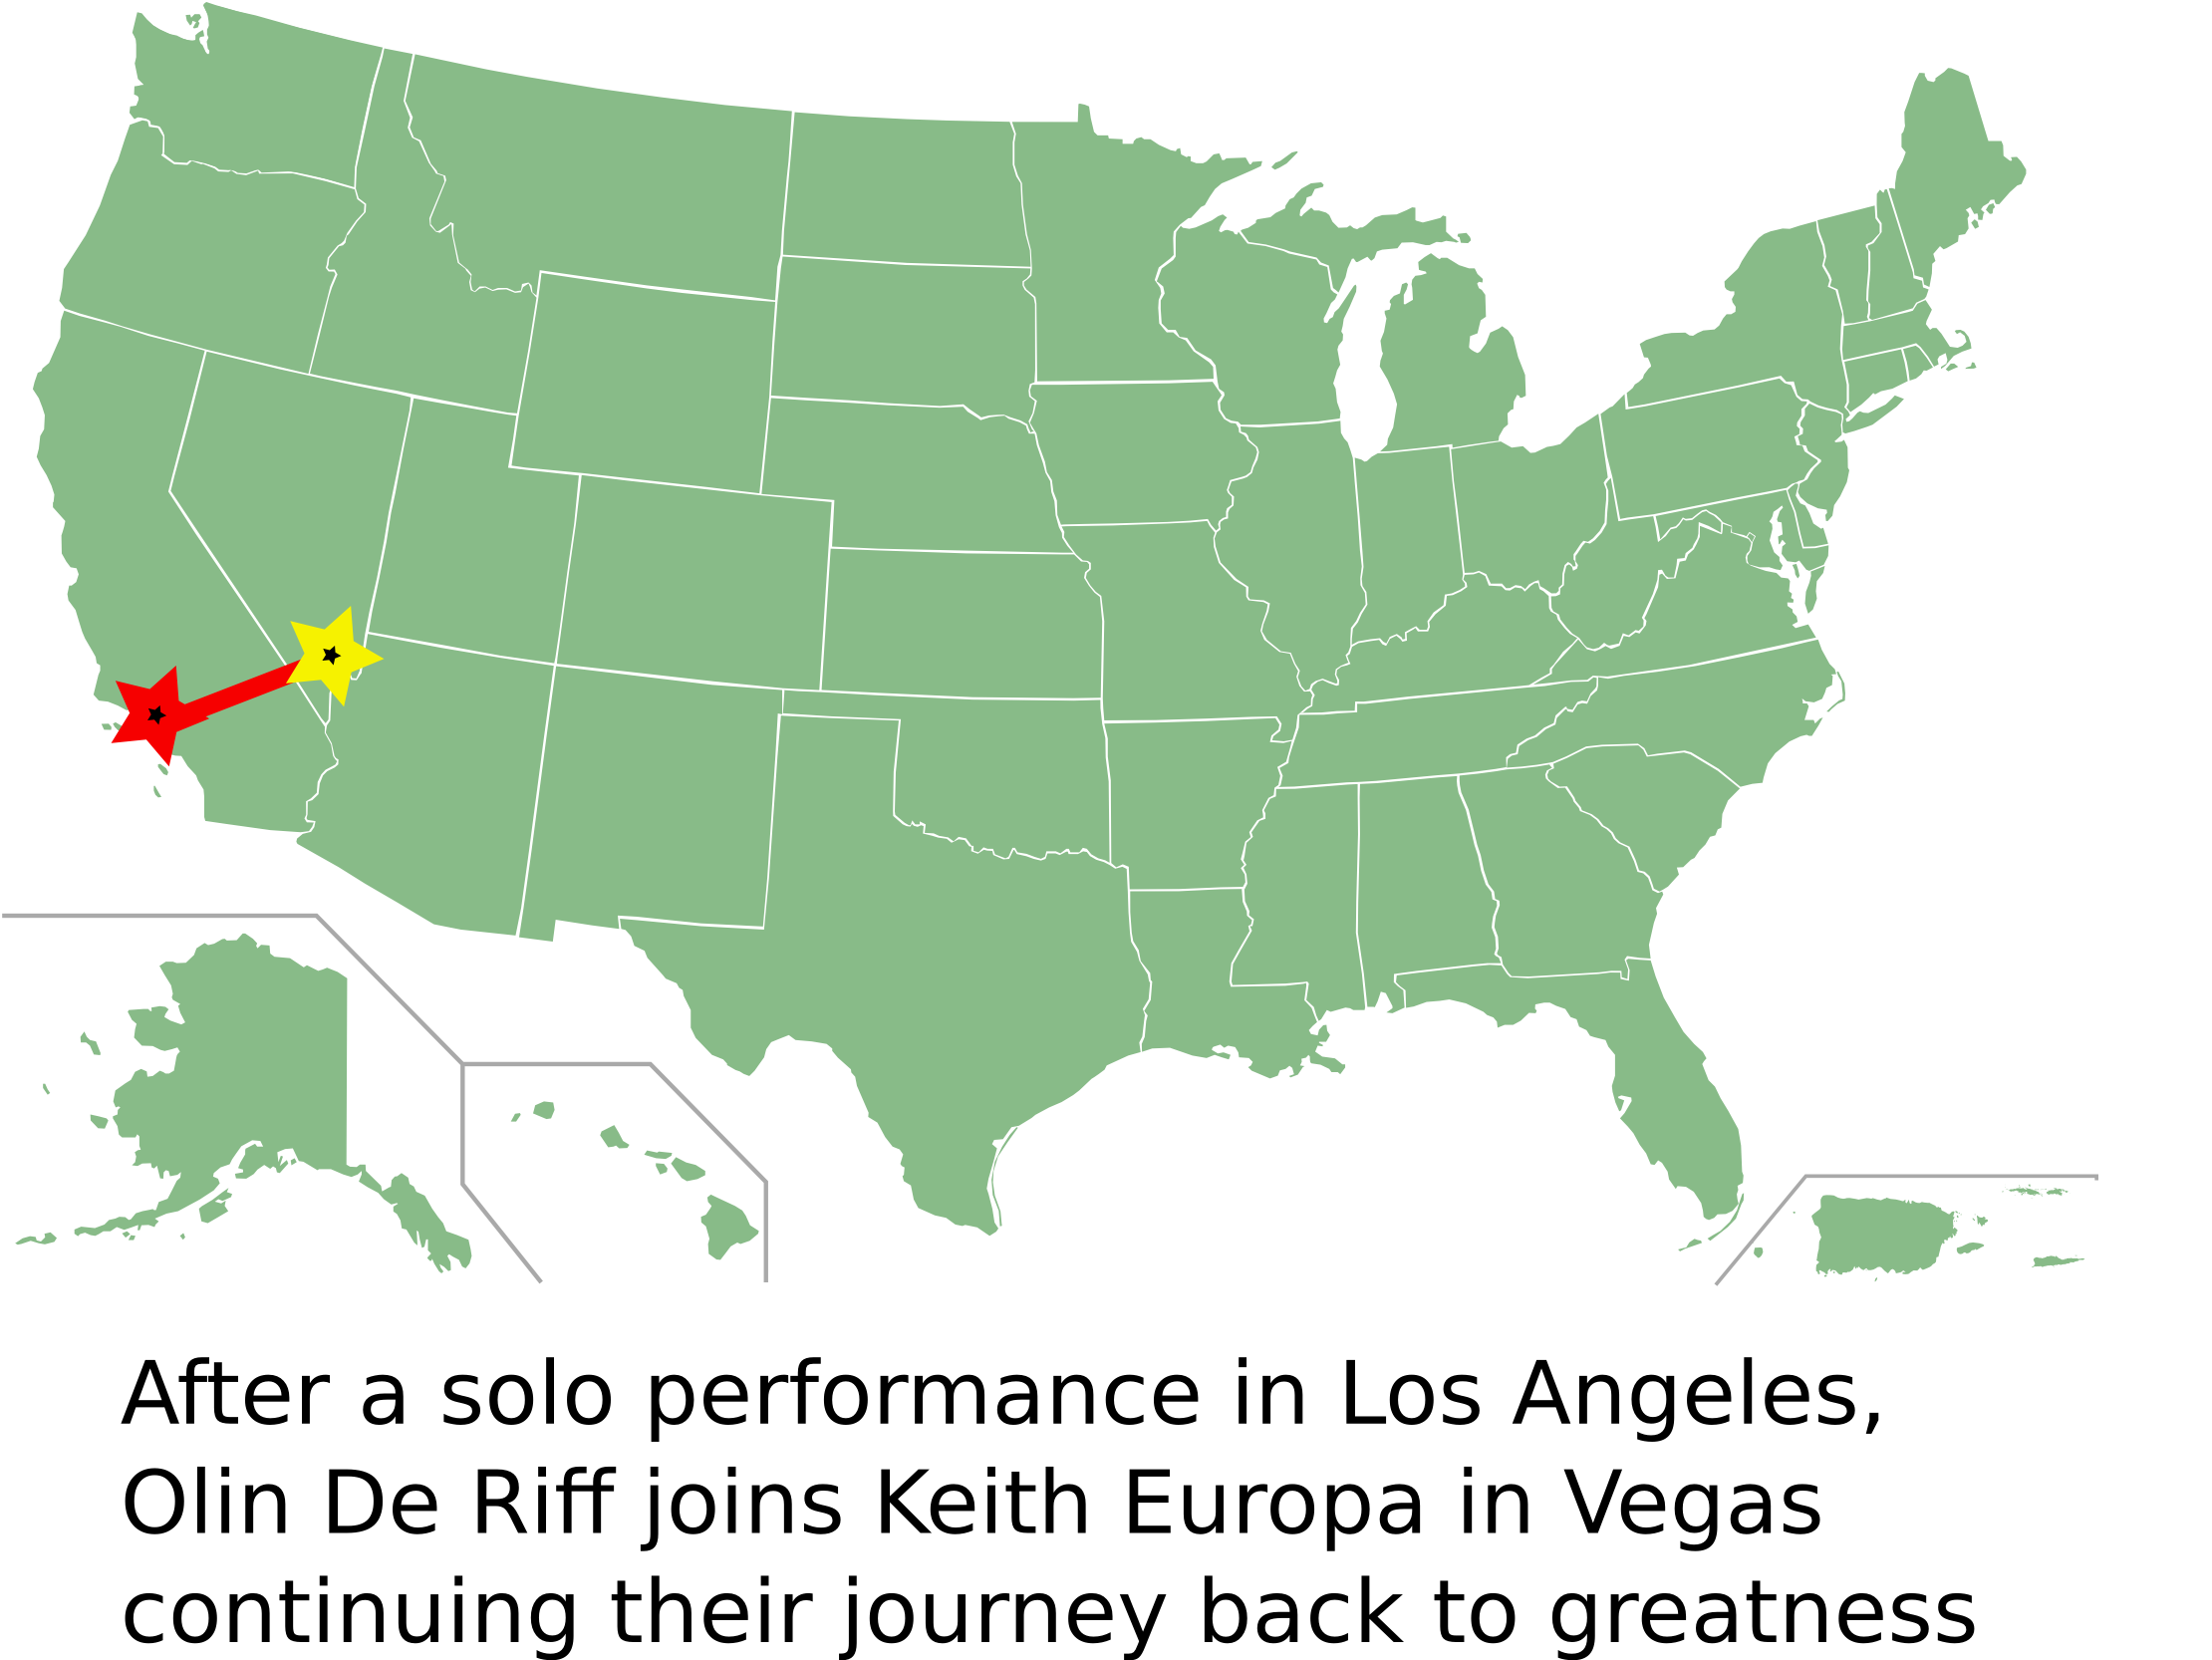 After a solo performance in Los Angeles,
Olin De Riff joins Keith Europa in Vegas
continuing their journey back to greatness